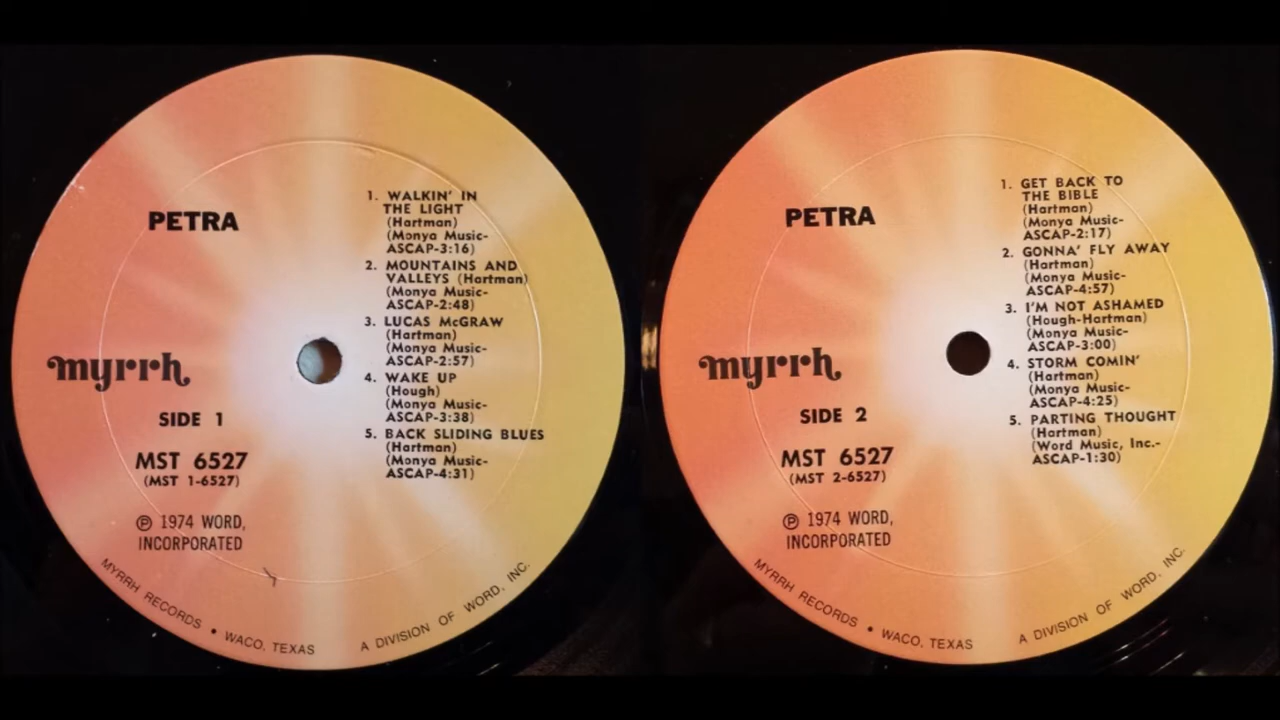 PETRA
1. WALKIN' IN
THE LIGHT
(Hartman)
(Monya Music-
ASCAP-3:16)
2. MOUNTAINS AND
VALLEYS (Hartman)
(Monya Music-
ASCAP-2:48)
3. LUCAS McGRAW
(Hartman)
(Monya Music-
ASCAP-2:57)
4. WAKE UP
(Hough)
(Monya Music-
ASCAP-3:38)
5. BACK SLIDING BLUES
(Hartman)
(Monya Music-
ASCAP-4:31)
myrrh
SIDE 1
MST 6527
(MST 1-6527)
℗ 1974 WORD,
INCORPORATED
MYRRH RECORDS • WACO, TEXAS A DIVISION OF WORD, INC.
PETRA
1. GET BACK TO
THE BIBLE
(Hartman)
(Monya Music-
ASCAP-2:17)
2. GONNA' FLY AWAY
(Hartman)
(Monya Music-
ASCAP-4:57)
3. I'M NOT ASHAMED
(Hough-Hartman)
(Monya Music-
ASCAP-3:00)
4. STORM COMIN'
(Hartman)
(Monya Music-
ASCAP-4:25)
5. PARTING THOUGHT
(Hartman)
(Word Music, Inc.-
ASCAP-1:30)
myrrh
SIDE 2
MST 6527
(MST 2-6527)
℗ 1974 WORD,
INCORPORATED
MYRRH RECORDS • WACO, TEXAS A DIVISION OF WORD, INC.